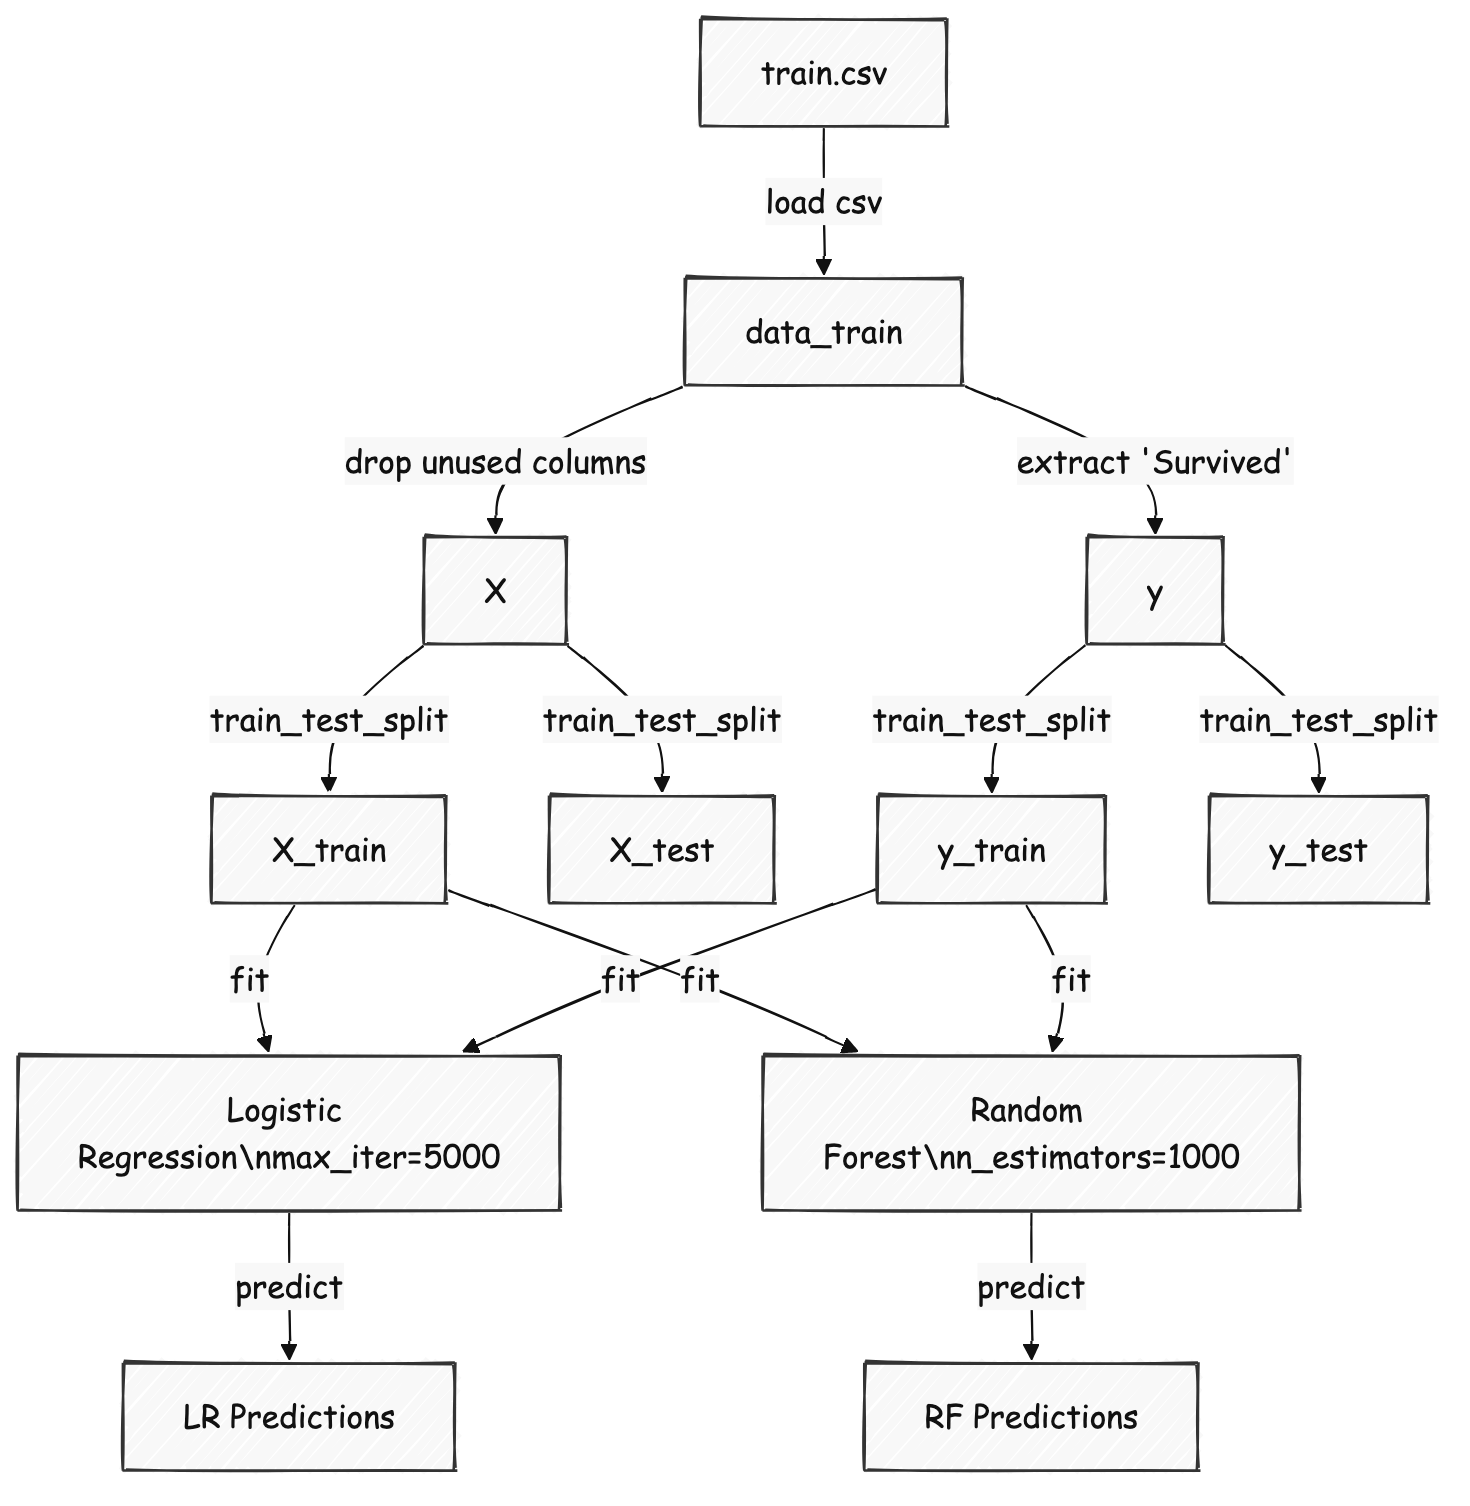 train.csv
load csv
data_train
drop unused columns
extract 'Survived'
X
y
train_test_split
train_test_split
train_test_split
train_test_split
X_train
X_test
y_train
y_test
fit
fit
fit
fit
Logistic
Regression\nmax_iter=5000
Random
Forest\nn_estimators=1000
predict
predict
LR Predictions
RF Predictions